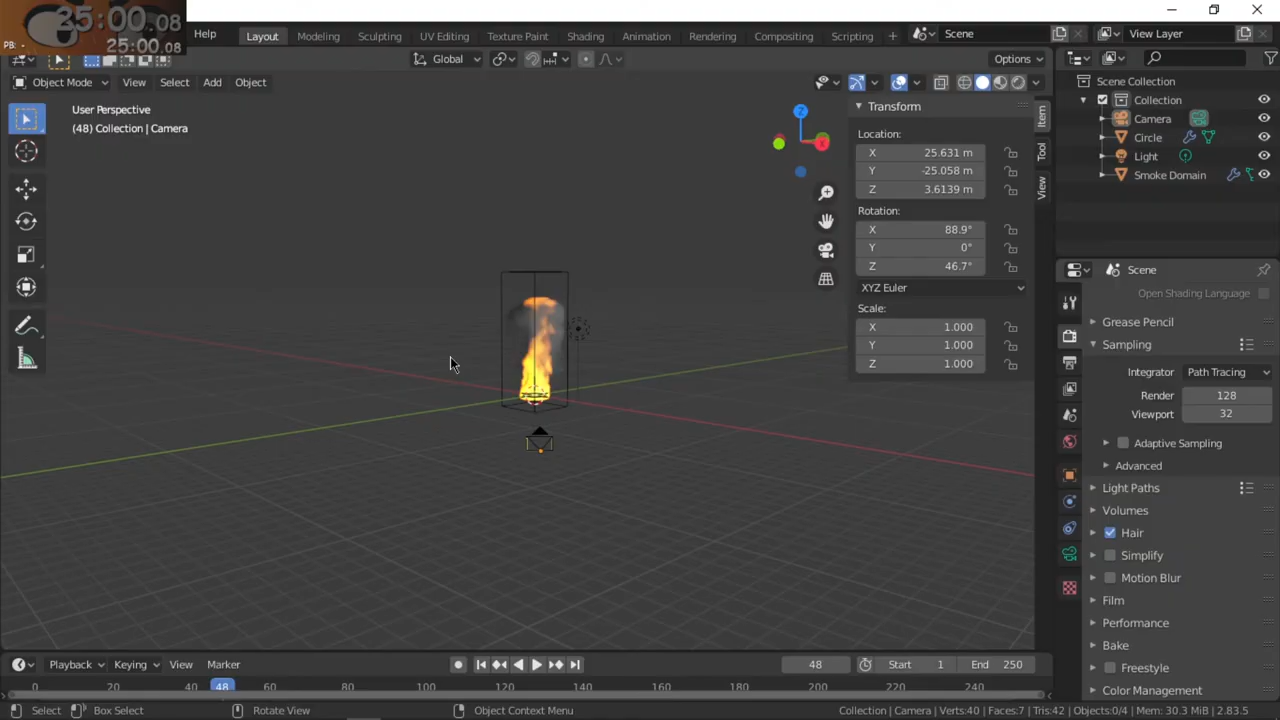 25:00.08
PB: -
25:00.08
Help
Layout
Modeling
Sculpting
UV Editing
Texture Paint
Shading
Animation
Rendering
Compositing
Scripting
Scene
View Layer
Global
Options
Object Mode
View
Select
Add
Object
User Perspective
(48) Collection | Camera
Z
Transform
Location:
X 25.631 m
Y -25.058 m
Z 3.6139 m
Rotation:
X 88.9°
Y 0°
Z 46.7°
XYZ Euler
Scale:
X 1.000
Y 1.000
Z 1.000
Item
Tool
View
Scene Collection
Collection
Camera
Circle
Light
Smoke Domain
Scene
Open Shading Language
Grease Pencil
Sampling
Integrator Path Tracing
Render 128
Viewport 32
Adaptive Sampling
Advanced
Light Paths
Volumes
Hair
Simplify
Motion Blur
Film
Performance
Bake
Freestyle
Color Management
Playback
Keying
View
Marker
48
Start 1
End 250
0 20 40 48 60 80 100 120 140 160 180 200 220 240
Select
Box Select
Rotate View
Object Context Menu
Collection | Camera | Verts:40 | Faces:7 | Tris:42 | Objects:0/4 | Mem: 30.3 MiB | 2.83.5